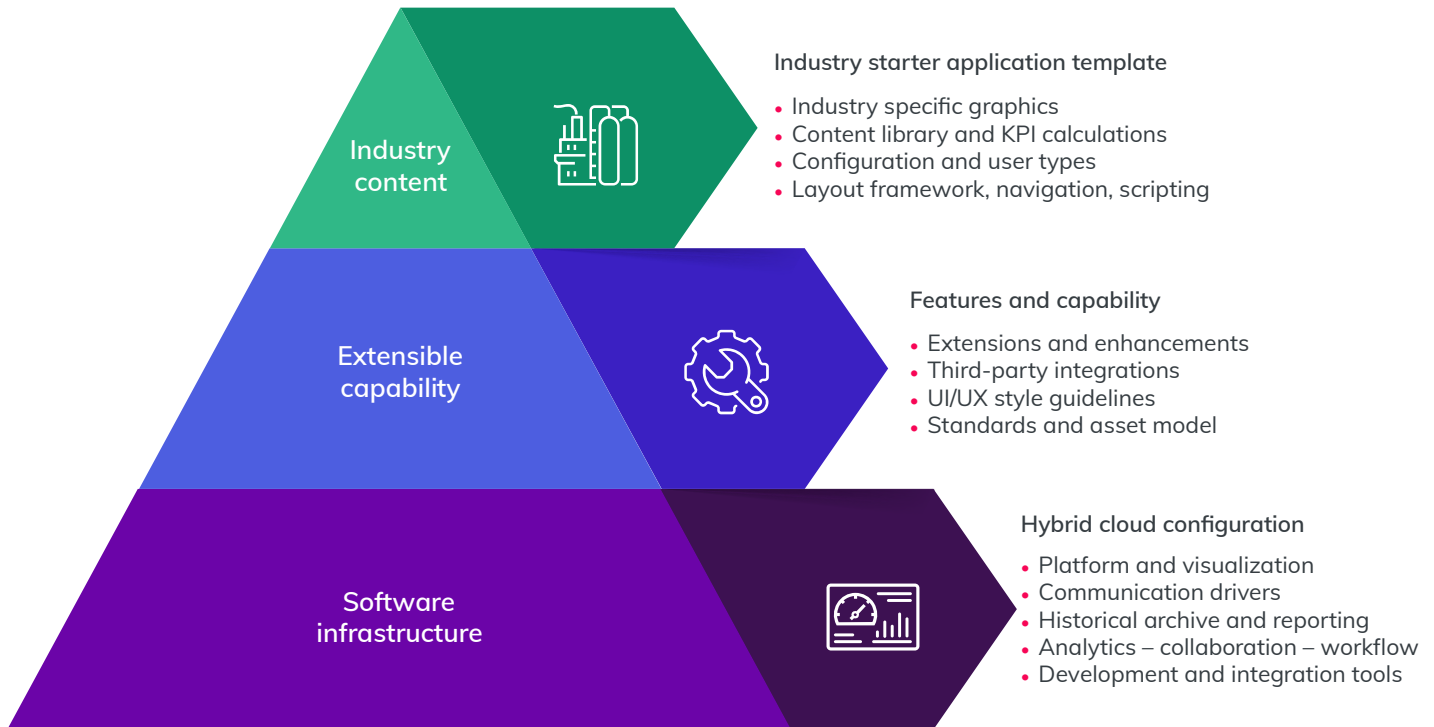 Industry
content
Industry starter application template
• Industry specific graphics
• Content library and KPI calculations
• Configuration and user types
• Layout framework, navigation, scripting
Extensible
capability
Features and capability
• Extensions and enhancements
• Third-party integrations
• UI/UX style guidelines
• Standards and asset model
Software
infrastructure
Hybrid cloud configuration
• Platform and visualization
• Communication drivers
• Historical archive and reporting
• Analytics – collaboration – workflow
• Development and integration tools